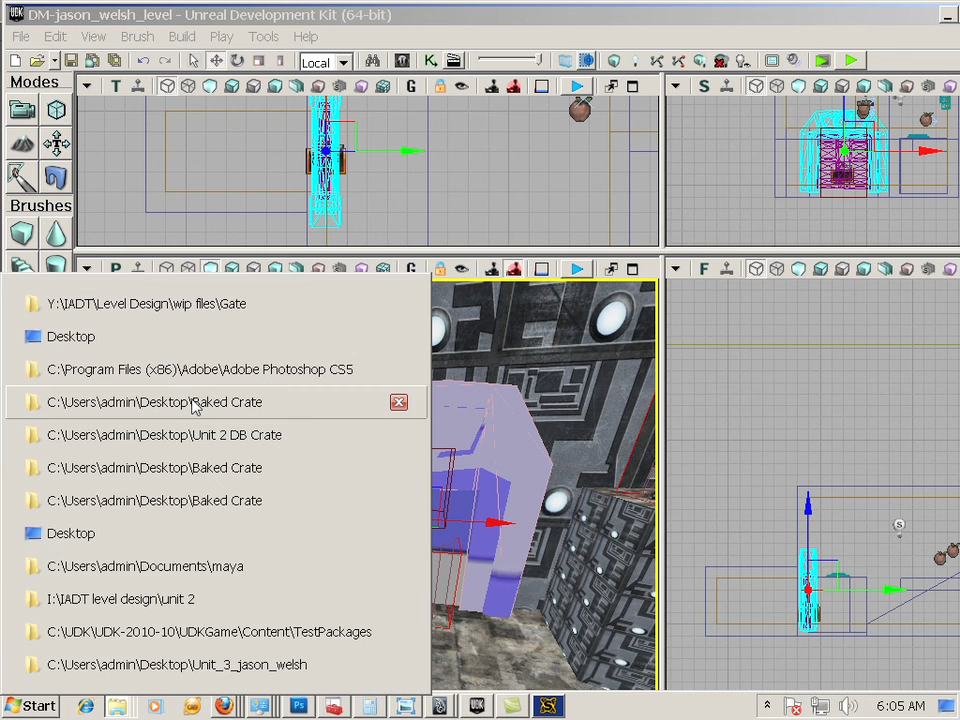 DM-jason_welsh_level - Unreal Development Kit (64-bit)
File Edit View Brush Build Play Tools Help
Local
Modes
T G S
Brushes
P G F
Y:\IADT\Level Design\wip files\Gate
Desktop
C:\Program Files (x86)\Adobe\Adobe Photoshop CS5
C:\Users\admin\Desktop\Baked Crate
C:\Users\admin\Desktop\Unit 2 DB Crate
C:\Users\admin\Desktop\Baked Crate
C:\Users\admin\Desktop\Baked Crate
Desktop
C:\Users\admin\Documents\maya
I:\IADT level design\unit 2
C:\UDK\UDK-2010-10\UDKGame\Content\TestPackages
C:\Users\admin\Desktop\Unit_3_jason_welsh
S
Start
Ps
UDK
6:05 AM